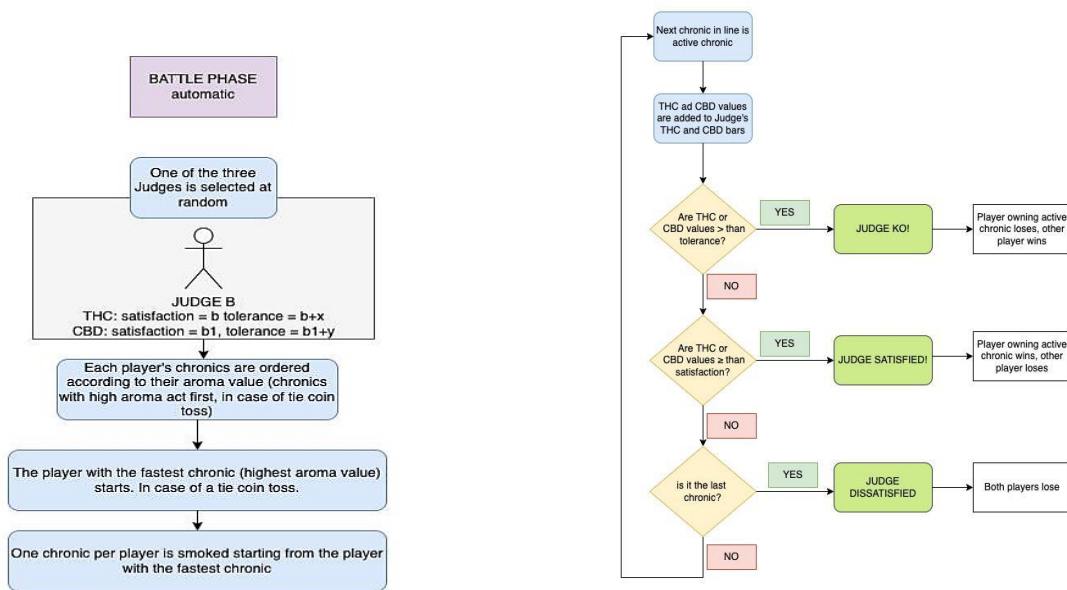 BATTLE PHASE
automatic
One of the three
Judges is selected at
random
JUDGE B
THC: satisfaction = b tolerance = b+x
CBD: satisfaction = b1, tolerance = b1+y
Each player's chronics are ordered
according to their aroma value (chronics
with high aroma act first, in case of tie coin
toss)
The player with the fastest chronic (highest aroma value)
starts. In case of a tie coin toss.
One chronic per player is smoked starting from the player
with the fastest chronic
Next chronic in line is
active chronic
THC ad CBD values
are added to Judge's
THC and CBD bars
Are THC or
CBD values > than
tolerance?
YES
JUDGE KO!
Player owning active
chronic loses, other
player wins
NO
Are THC or
CBD values ≥ than
satisfaction?
YES
JUDGE SATISFIED!
Player owning active
chronic wins, other
player loses
NO
is it the last
chronic?
YES
JUDGE
DISSATISFIED
Both players lose
NO